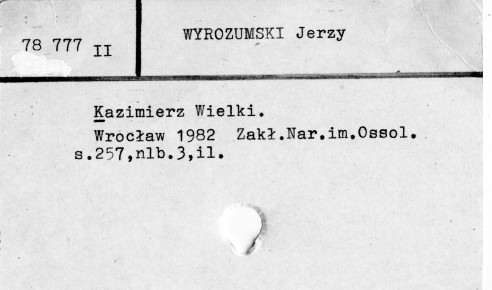 78 777 II
WYROZUMSKI Jerzy
Kazimierz Wielki.
Wrocław 1982 Zakł.Nar.im.Ossol.
s.257,nlb.3,il.